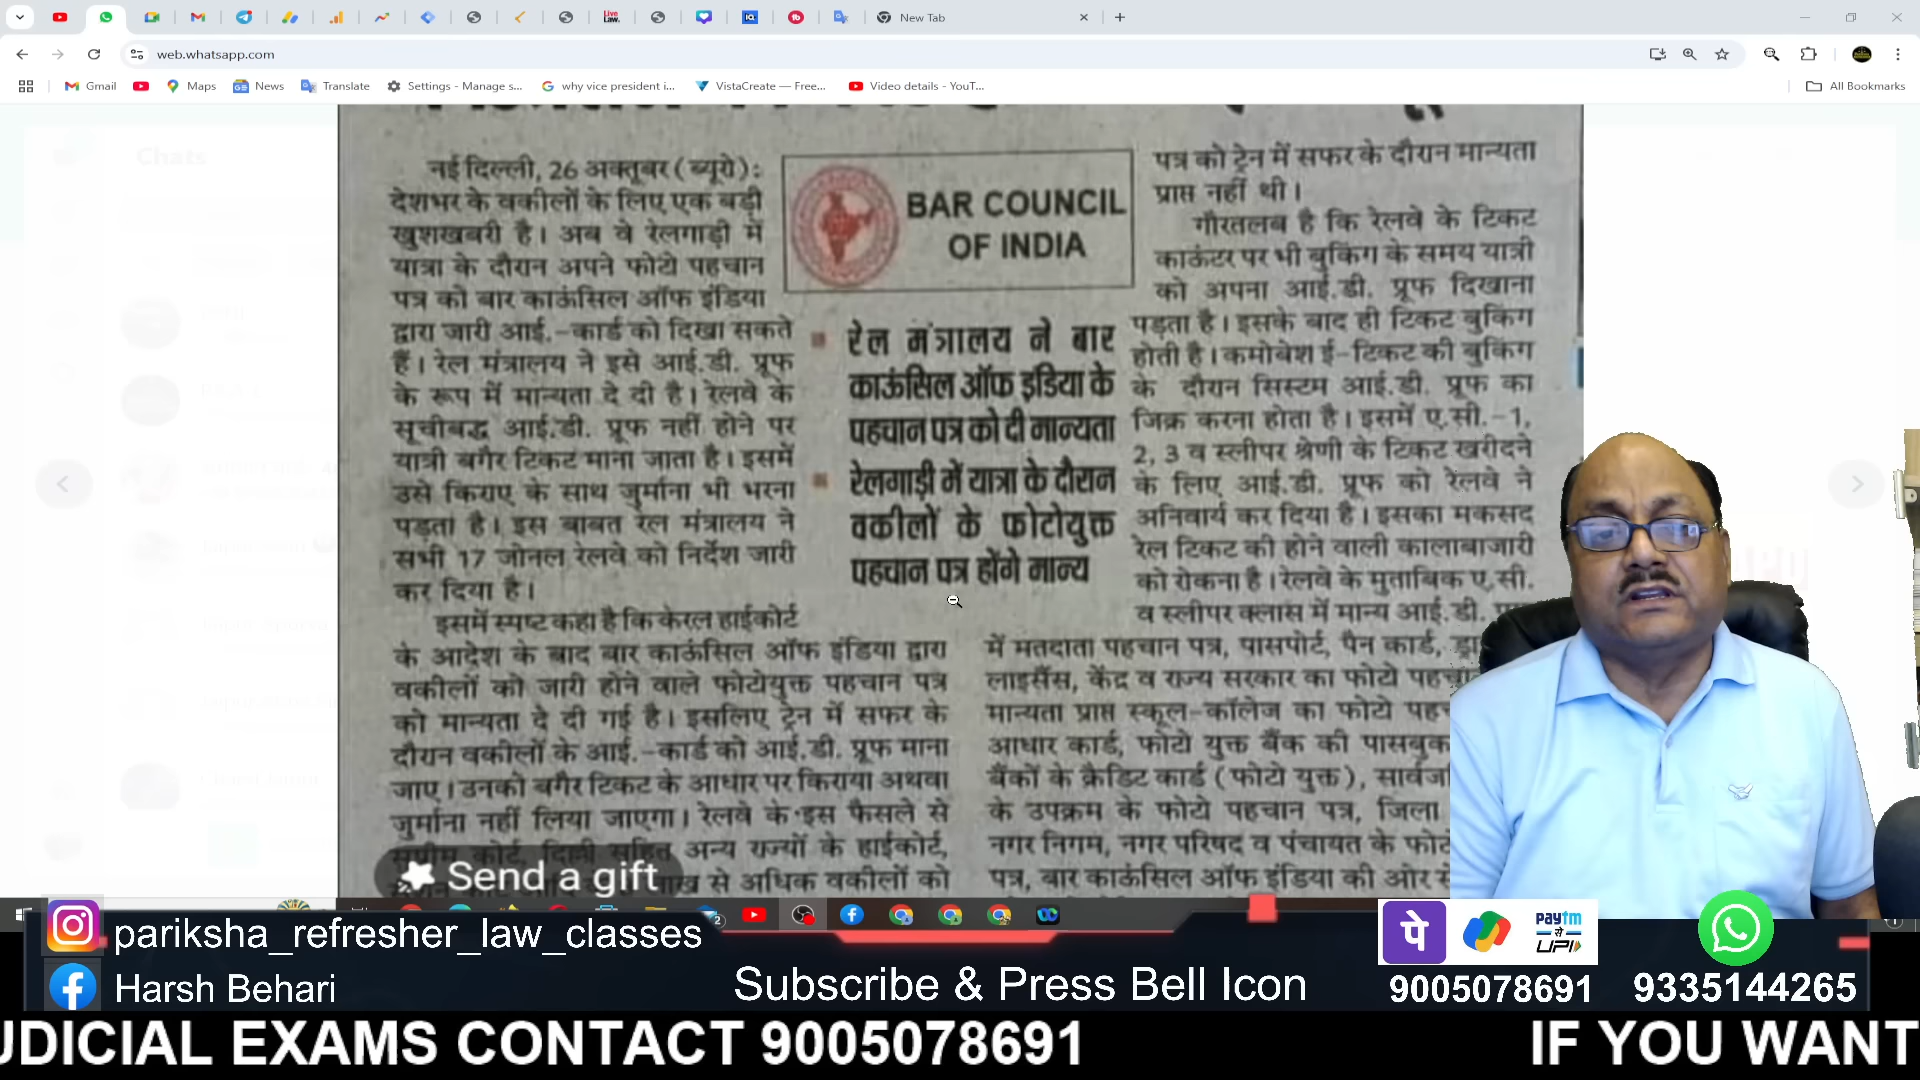 New Tab
web.whatsapp.com
Gmail
Maps
News
Translate
Settings - Manage s...
why vice president i...
VistaCreate — Free...
Video details - YouT...
All Bookmarks
Chats
नई दिल्ली, 26 अक्तूबर (ब्यूरो):
देशभर के वकीलों के लिए एक बड़ी
खुशखबरी है। अब वे रेलगाड़ी में
यात्रा के दौरान अपने फोटो पहचान
पत्र को बार काऊंसिल ऑफ इंडिया
द्वारा जारी आई.-कार्ड को दिखा सकते
हैं। रेल मंत्रालय ने इसे आई.डी. प्रूफ
के रूप में मान्यता दे दी है। रेलवे के
सूचीबद्ध आई.डी. प्रूफ नहीं होने पर
यात्री बगैर टिकट माना जाता है। इसमें
उसे किराए के साथ जुर्माना भी भरना
पड़ता है। इस बाबत रेल मंत्रालय ने
सभी 17 जोनल रेलवे को निर्देश जारी
कर दिया है।
इसमें स्पष्ट कहा है कि केरल हाईकोर्ट
के आदेश के बाद बार काऊंसिल ऑफ इंडिया द्वारा
वकीलों को जारी होने वाले फोटोयुक्त पहचान पत्र
को मान्यता दे दी गई है। इसलिए ट्रेन में सफर के
दौरान वकीलों के आई.-कार्ड को आई.डी. प्रूफ माना
जाए। उनको बगैर टिकट के आधार पर किराया अथवा
जुर्माना नहीं लिया जाएगा। रेलवे के इस फैसले से
सुप्रीम कोर्ट, दिल्ली सहित अन्य राज्यों के हाईकोर्ट,
से अधिक वकीलों को
BAR COUNCIL
OF INDIA
रेल मंत्रालय ने बार
काऊंसिल ऑफ इंडिया के
पहचान पत्र को दी मान्यता
रेलगाड़ी में यात्रा के दौरान
वकीलों के फोटोयुक्त
पहचान पत्र होंगे मान्य
पत्र को ट्रेन में सफर के दौरान मान्यता
प्राप्त नहीं थी।
गौरतलब है कि रेलवे के टिकट
काऊंटर पर भी बुकिंग के समय यात्री
को अपना आई.डी. प्रूफ दिखाना
पड़ता है। इसके बाद ही टिकट बुकिंग
होती है। कमोबेश ई-टिकट की बुकिंग
के दौरान सिस्टम आई.डी. प्रूफ का
जिक्र करना होता है। इसमें ए.सी.-1,
2, 3 व स्लीपर श्रेणी के टिकट खरीदने
के लिए आई.डी. प्रूफ को रेलवे ने
अनिवार्य कर दिया है। इसका मकसद
रेल टिकट की होने वाली कालाबाजारी
को रोकना है। रेलवे के मुताबिक ए.सी.
व स्लीपर क्लास में मान्य आई.डी.
में मतदाता पहचान पत्र, पासपोर्ट, पैन कार्ड,
लाइसैंस, केंद्र व राज्य सरकार का फोटो
मान्यता प्राप्त स्कूल-कॉलेज का फोटो
आधार कार्ड, फोटो युक्त बैंक की पासबुक
बैंकों के क्रैडिट कार्ड (फोटो युक्त),
के उपक्रम के फोटो पहचान पत्र, जिला
नगर निगम, नगर परिषद व पंचायत के
पत्र, बार काऊंसिल ऑफ इंडिया की ओर
Send a gift
pariksha_refresher_law_classes
Harsh Behari
Subscribe & Press Bell Icon
पे
paytm
से
UPI
9005078691
9335144265
UDICIAL EXAMS CONTACT 9005078691
IF YOU WANT